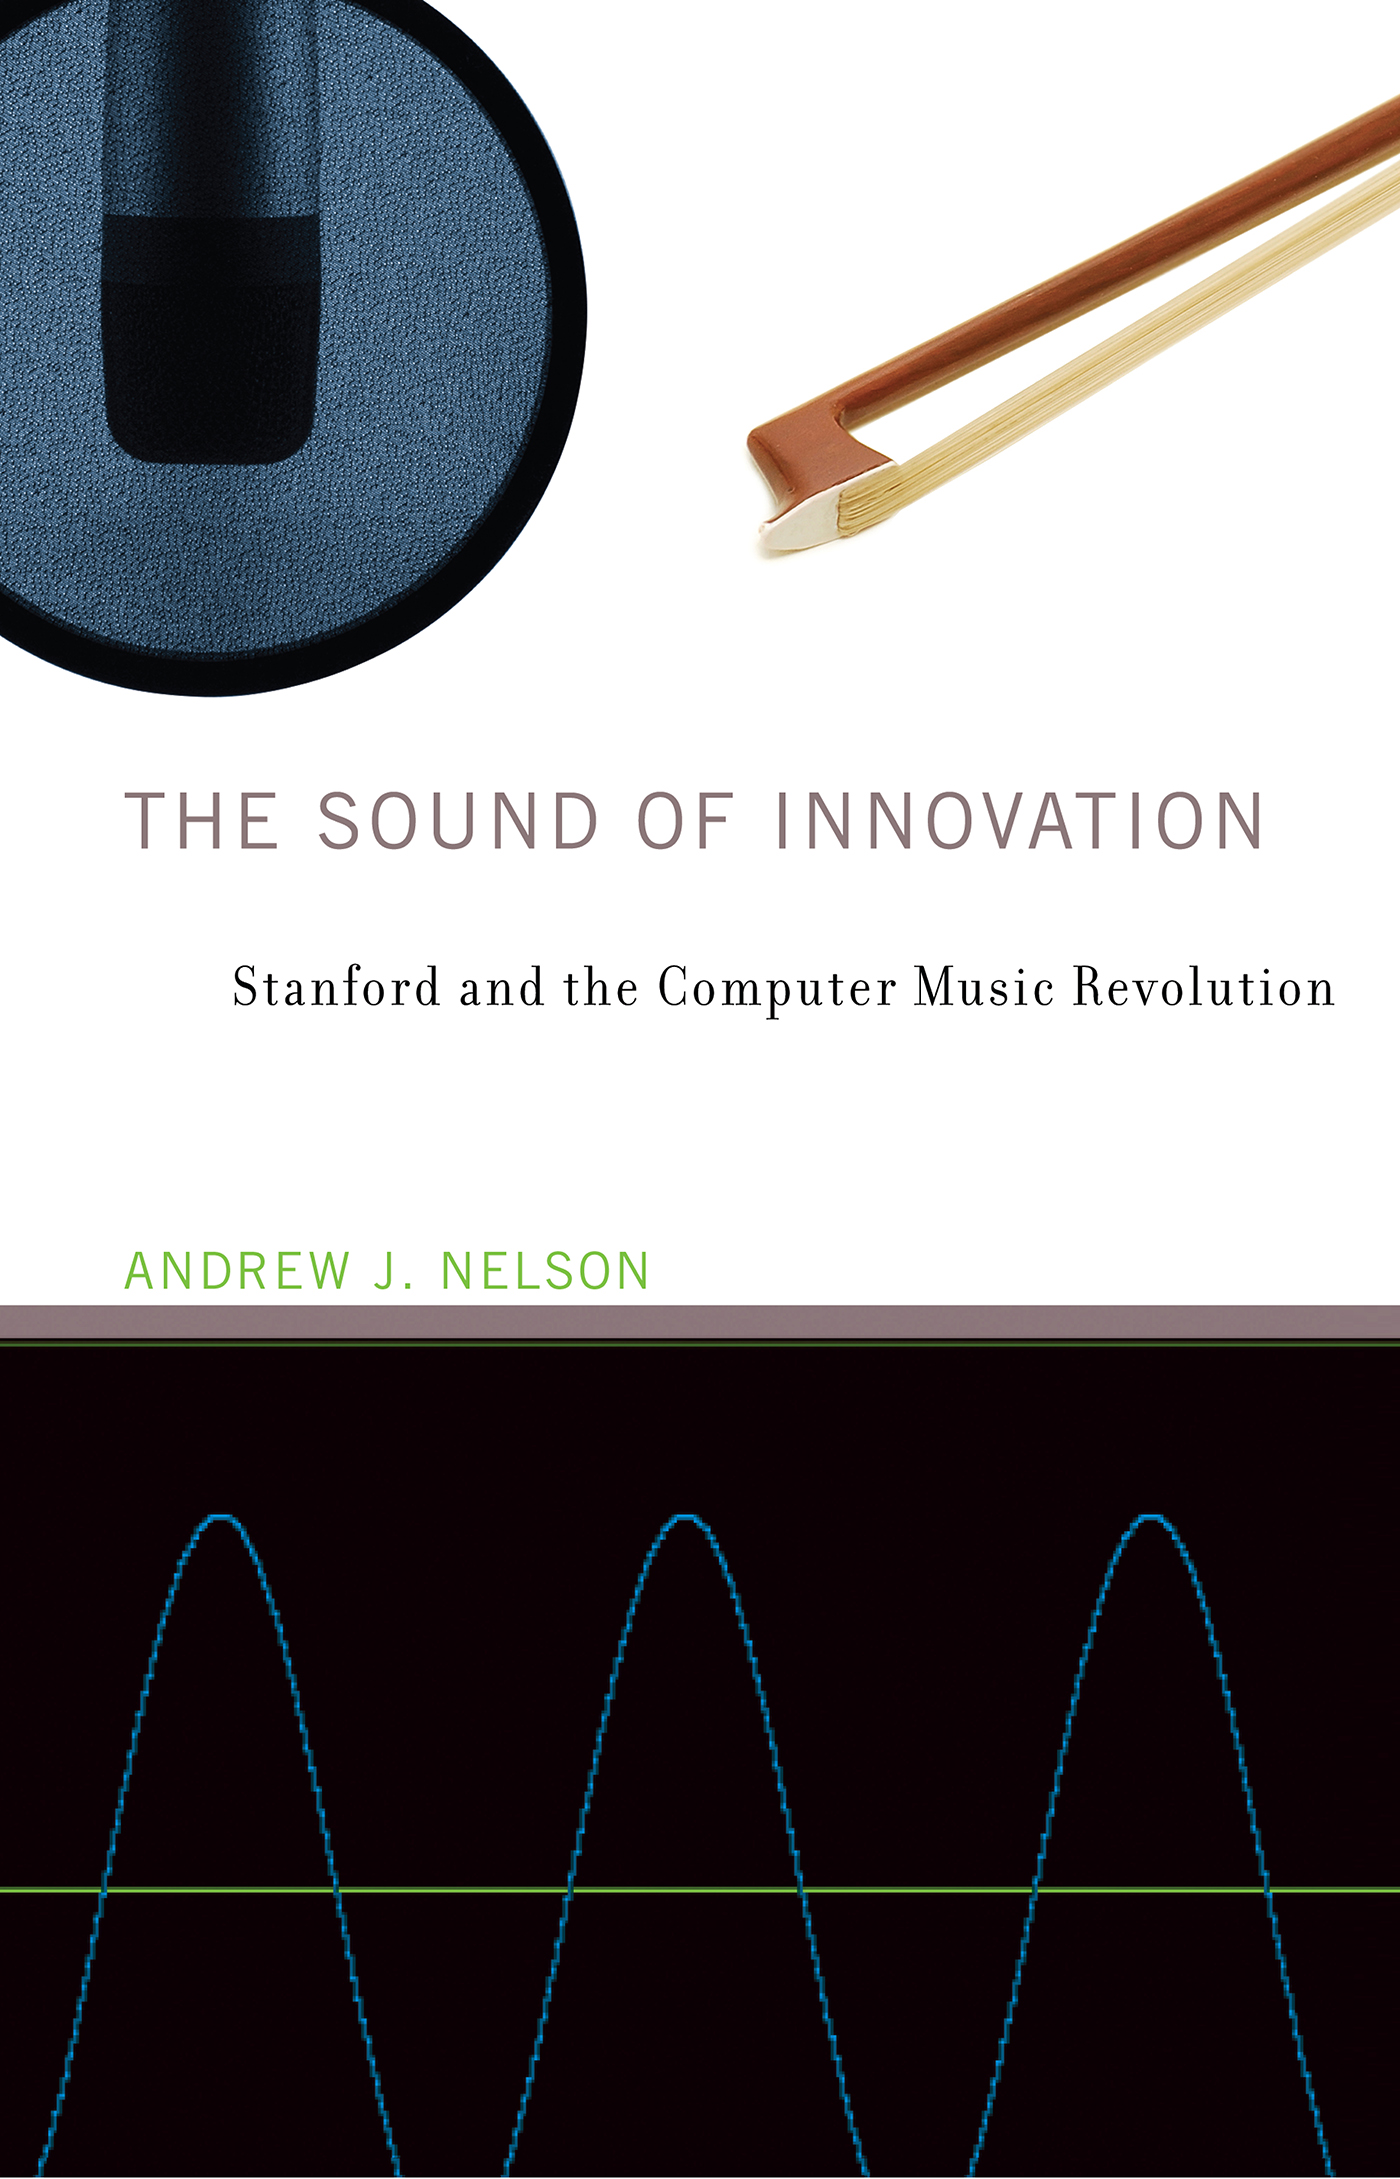 THE SOUND OF INNOVATION
Stanford and the Computer Music Revolution
ANDREW J. NELSON